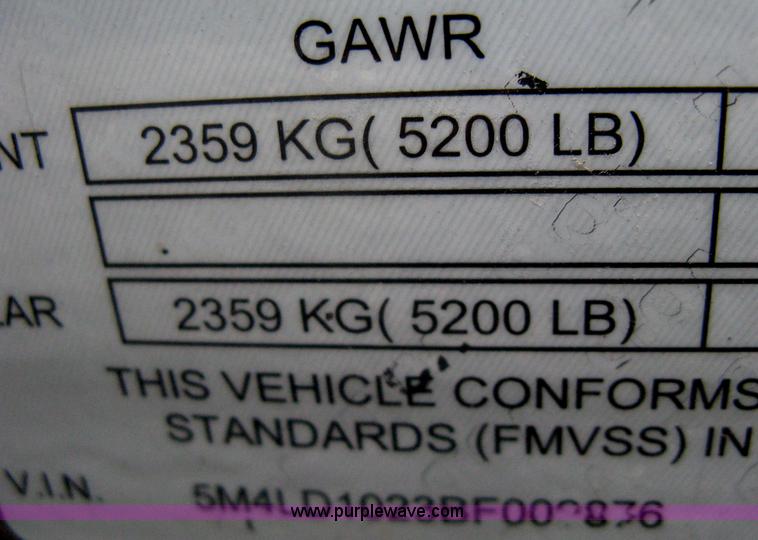 GAWR
NT 2359 KG( 5200 LB)
LAR 2359 KG( 5200 LB)
THIS VEHICLE CONFORMS
STANDARDS (FMVSS) IN
V.I.N.
www.purplewave.com